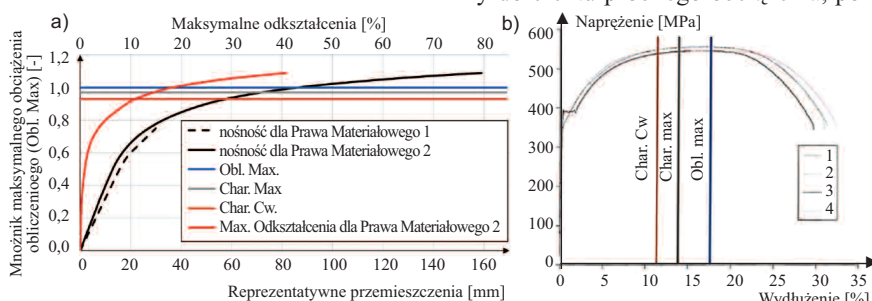 a)
Maksymalne odkształcenia [%]
0 10 20 30 40 50 60 70 80
Mnożnik maksymalnego obciążenia
obliczenioego (Obl. Max) [-]
1,2
1,0
0,8
0,6
0,4
0,2
0,0
nośność dla Prawa Materiałowego 1
nośność dla Prawa Materiałowego 2
Obl. Max.
Char. Max
Char. Cw.
Max. Odkształcenia dla Prawa Materiałowego 2
0 20 40 60 80 100 120 140 160
Reprezentatywne przemieszczenia [mm]
b)
Naprężenie [MPa]
600
500
400
300
200
100
0
Char. Cw
Char. max
Obl. max
1
2
3
4
0 5 10 15 20 25 30 35
Wydłużenie [%]